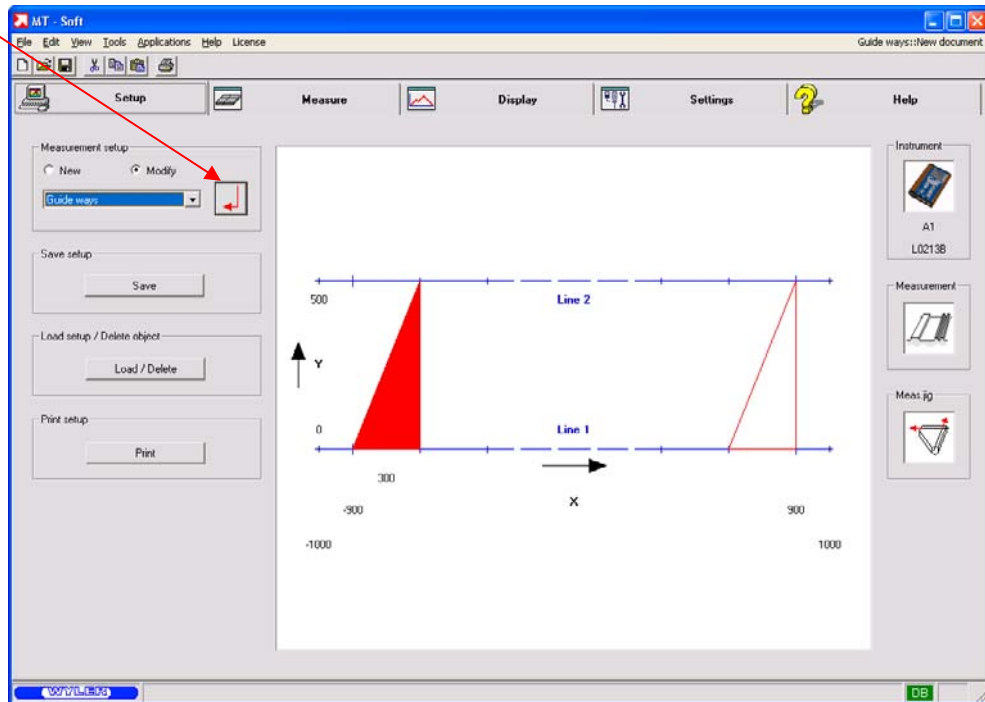 MT - Soft
File Edit View Tools Applications Help License
Guide ways::New document
Setup
Measure
Display
Settings
Help
Measurement setup
New
Modify
Guide ways
Save setup
Save
Load setup / Delete object
Load / Delete
Print setup
Print
500
Line 2
Y
0
Line 1
300
X
-900
900
-1000
1000
Instrument
A1
L0213B
Measurement
Meas.jig
WYLER
DB